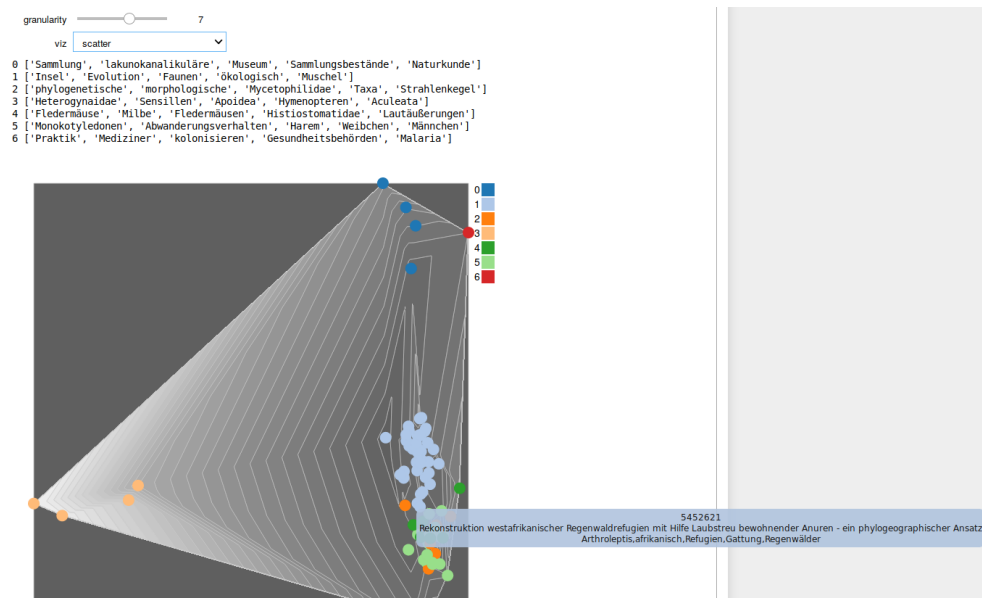 granularity 7
viz scatter
0 ['Sammlung', 'lakunokanalikuläre', 'Museum', 'Sammlungsbestände', 'Naturkunde']
1 ['Insel', 'Evolution', 'Faunen', 'ökologisch', 'Muschel']
2 ['phylogenetische', 'morphologische', 'Mycetophilidae', 'Taxa', 'Strahlenkegel']
3 ['Heterogynaidae', 'Sensillen', 'Apoidea', 'Hymenopteren', 'Aculeata']
4 ['Fledermäuse', 'Milbe', 'Fledermäusen', 'Histiostomatidae', 'Lautäußerungen']
5 ['Monokotyledonen', 'Abwanderungsverhalten', 'Harem', 'Weibchen', 'Männchen']
6 ['Praktik', 'Mediziner', 'kolonisieren', 'Gesundheitsbehörden', 'Malaria']
0
1
2
3
4
5
6
5452621
Rekonstruktion westafrikanischer Regenwaldrefugien mit Hilfe Laubstreu bewohnender Anuren - ein phylogeographischer Ansatz
Arthroleptis,afrikanisch,Refugien,Gattung,Regenwälder